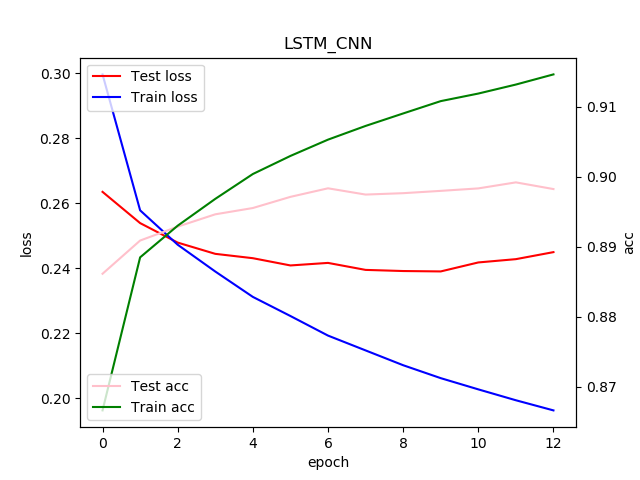 LSTM_CNN
Test loss
Train loss
0.30
0.28
0.26
0.24
0.22
0.20
loss
0.91
0.90
0.89
0.88
0.87
acc
Test acc
Train acc
0 2 4 6 8 10 12
epoch